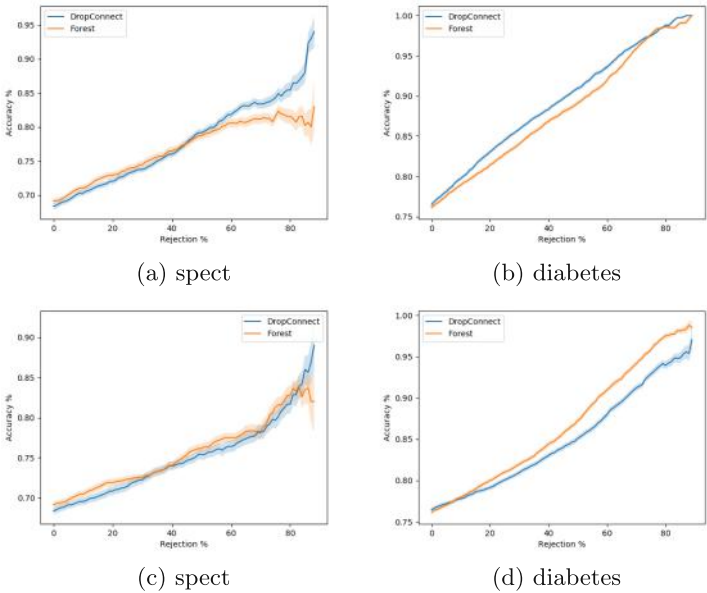 DropConnect
Forest
0.95
0.90
0.85
0.80
0.75
0.70
Accuracy %
0 20 40 60 80
Rejection %
(a) spect
DropConnect
Forest
1.00
0.95
0.90
0.85
0.80
0.75
Accuracy %
0 20 40 60 80
Rejection %
(b) diabetes
DropConnect
Forest
0.90
0.85
0.80
0.75
0.70
Accuracy %
0 20 40 60 80
Rejection %
(c) spect
DropConnect
Forest
1.00
0.95
0.90
0.85
0.80
0.75
Accuracy %
0 20 40 60 80
Rejection %
(d) diabetes